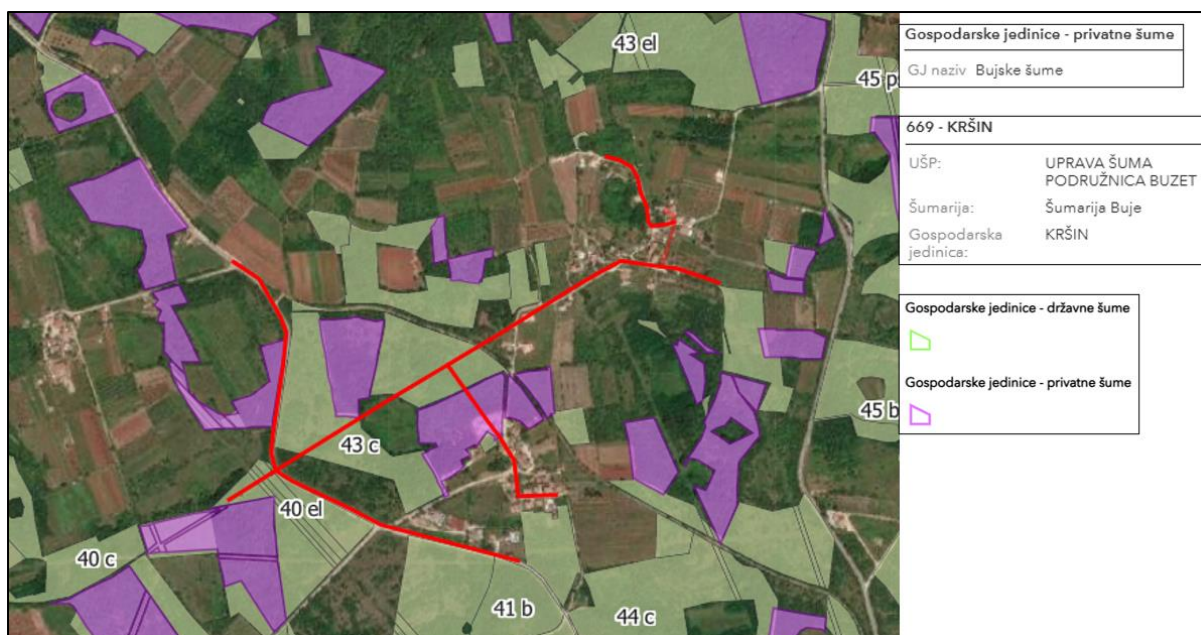 43 el
45 p
43 c
40 el
40 c
41 b
44 c
45 b
Gospodarske jedinice - privatne šume
GJ naziv Bujske šume
669 - KRŠIN
UŠP: UPRAVA ŠUMA
PODRUŽNICA BUZET
Šumarija: Šumarija Buje
Gospodarska KRŠIN
jedinica:
Gospodarske jedinice - državne šume
Gospodarske jedinice - privatne šume